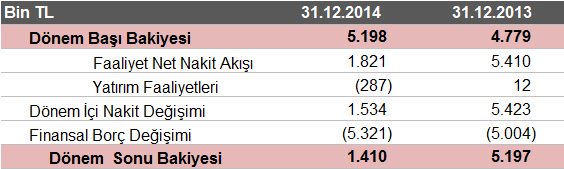 Bin TL 31.12.2014 31.12.2013
Dönem Başı Bakiyesi 5.198 4.779
Faaliyet Net Nakit Akışı 1.821 5.410
Yatırım Faaliyetleri (287) 12
Dönem İçi Nakit Değişimi 1.534 5.423
Finansal Borç Değişimi (5.321) (5.004)
Dönem Sonu Bakiyesi 1.410 5.197